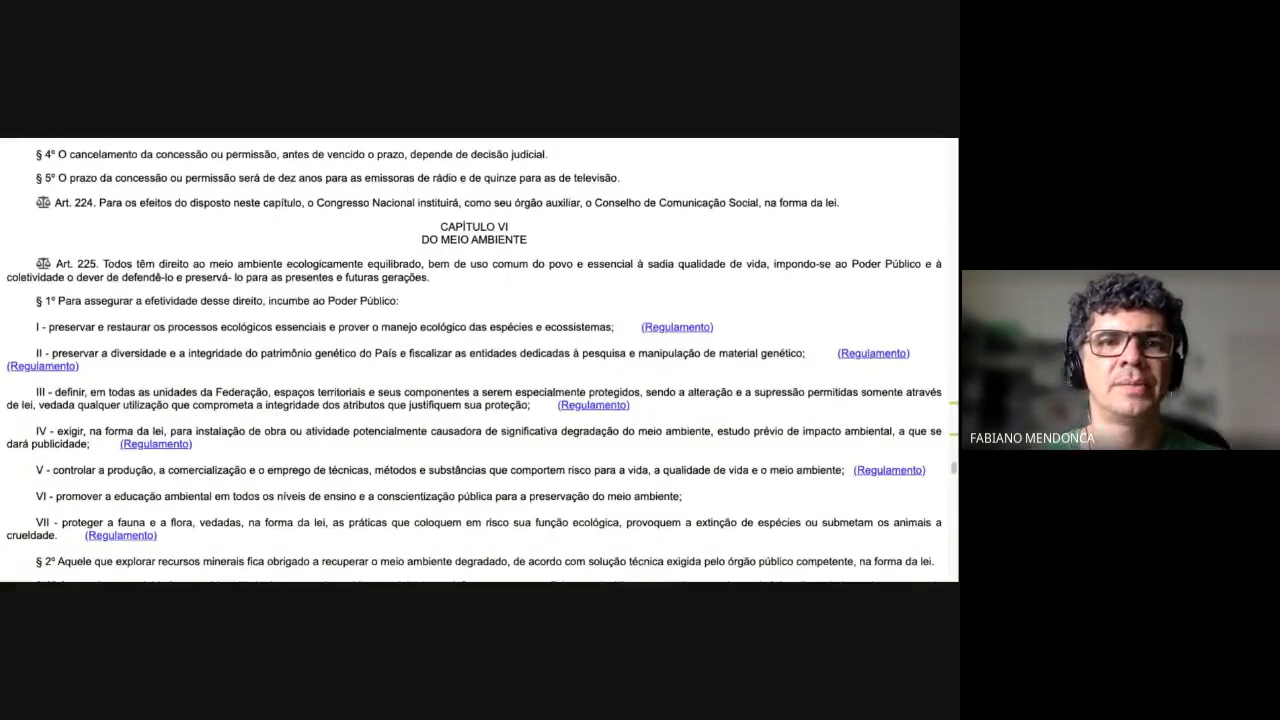 § 4º O cancelamento da concessão ou permissão, antes de vencido o prazo, depende de decisão judicial.
§ 5º O prazo da concessão ou permissão será de dez anos para as emissoras de rádio e de quinze para as de televisão.
Art. 224. Para os efeitos do disposto neste capítulo, o Congresso Nacional instituirá, como seu órgão auxiliar, o Conselho de Comunicação Social, na forma da lei.
CAPÍTULO VI
DO MEIO AMBIENTE
Art. 225. Todos têm direito ao meio ambiente ecologicamente equilibrado, bem de uso comum do povo e essencial à sadia qualidade de vida, impondo-se ao Poder Público e à
coletividade o dever de defendê-lo e preservá- lo para as presentes e futuras gerações.
§ 1º Para assegurar a efetividade desse direito, incumbe ao Poder Público:
I - preservar e restaurar os processos ecológicos essenciais e prover o manejo ecológico das espécies e ecossistemas; (Regulamento)
II - preservar a diversidade e a integridade do patrimônio genético do País e fiscalizar as entidades dedicadas à pesquisa e manipulação de material genético; (Regulamento)
(Regulamento)
III - definir, em todas as unidades da Federação, espaços territoriais e seus componentes a serem especialmente protegidos, sendo a alteração e a supressão permitidas somente através
de lei, vedada qualquer utilização que comprometa a integridade dos atributos que justifiquem sua proteção; (Regulamento)
IV - exigir, na forma da lei, para instalação de obra ou atividade potencialmente causadora de significativa degradação do meio ambiente, estudo prévio de impacto ambiental, a que se
dará publicidade; (Regulamento)
V - controlar a produção, a comercialização e o emprego de técnicas, métodos e substâncias que comportem risco para a vida, a qualidade de vida e o meio ambiente; (Regulamento)
VI - promover a educação ambiental em todos os níveis de ensino e a conscientização pública para a preservação do meio ambiente;
VII - proteger a fauna e a flora, vedadas, na forma da lei, as práticas que coloquem em risco sua função ecológica, provoquem a extinção de espécies ou submetam os animais a
crueldade. (Regulamento)
§ 2º Aquele que explorar recursos minerais fica obrigado a recuperar o meio ambiente degradado, de acordo com solução técnica exigida pelo órgão público competente, na forma da lei.
FABIANO MENDONCA